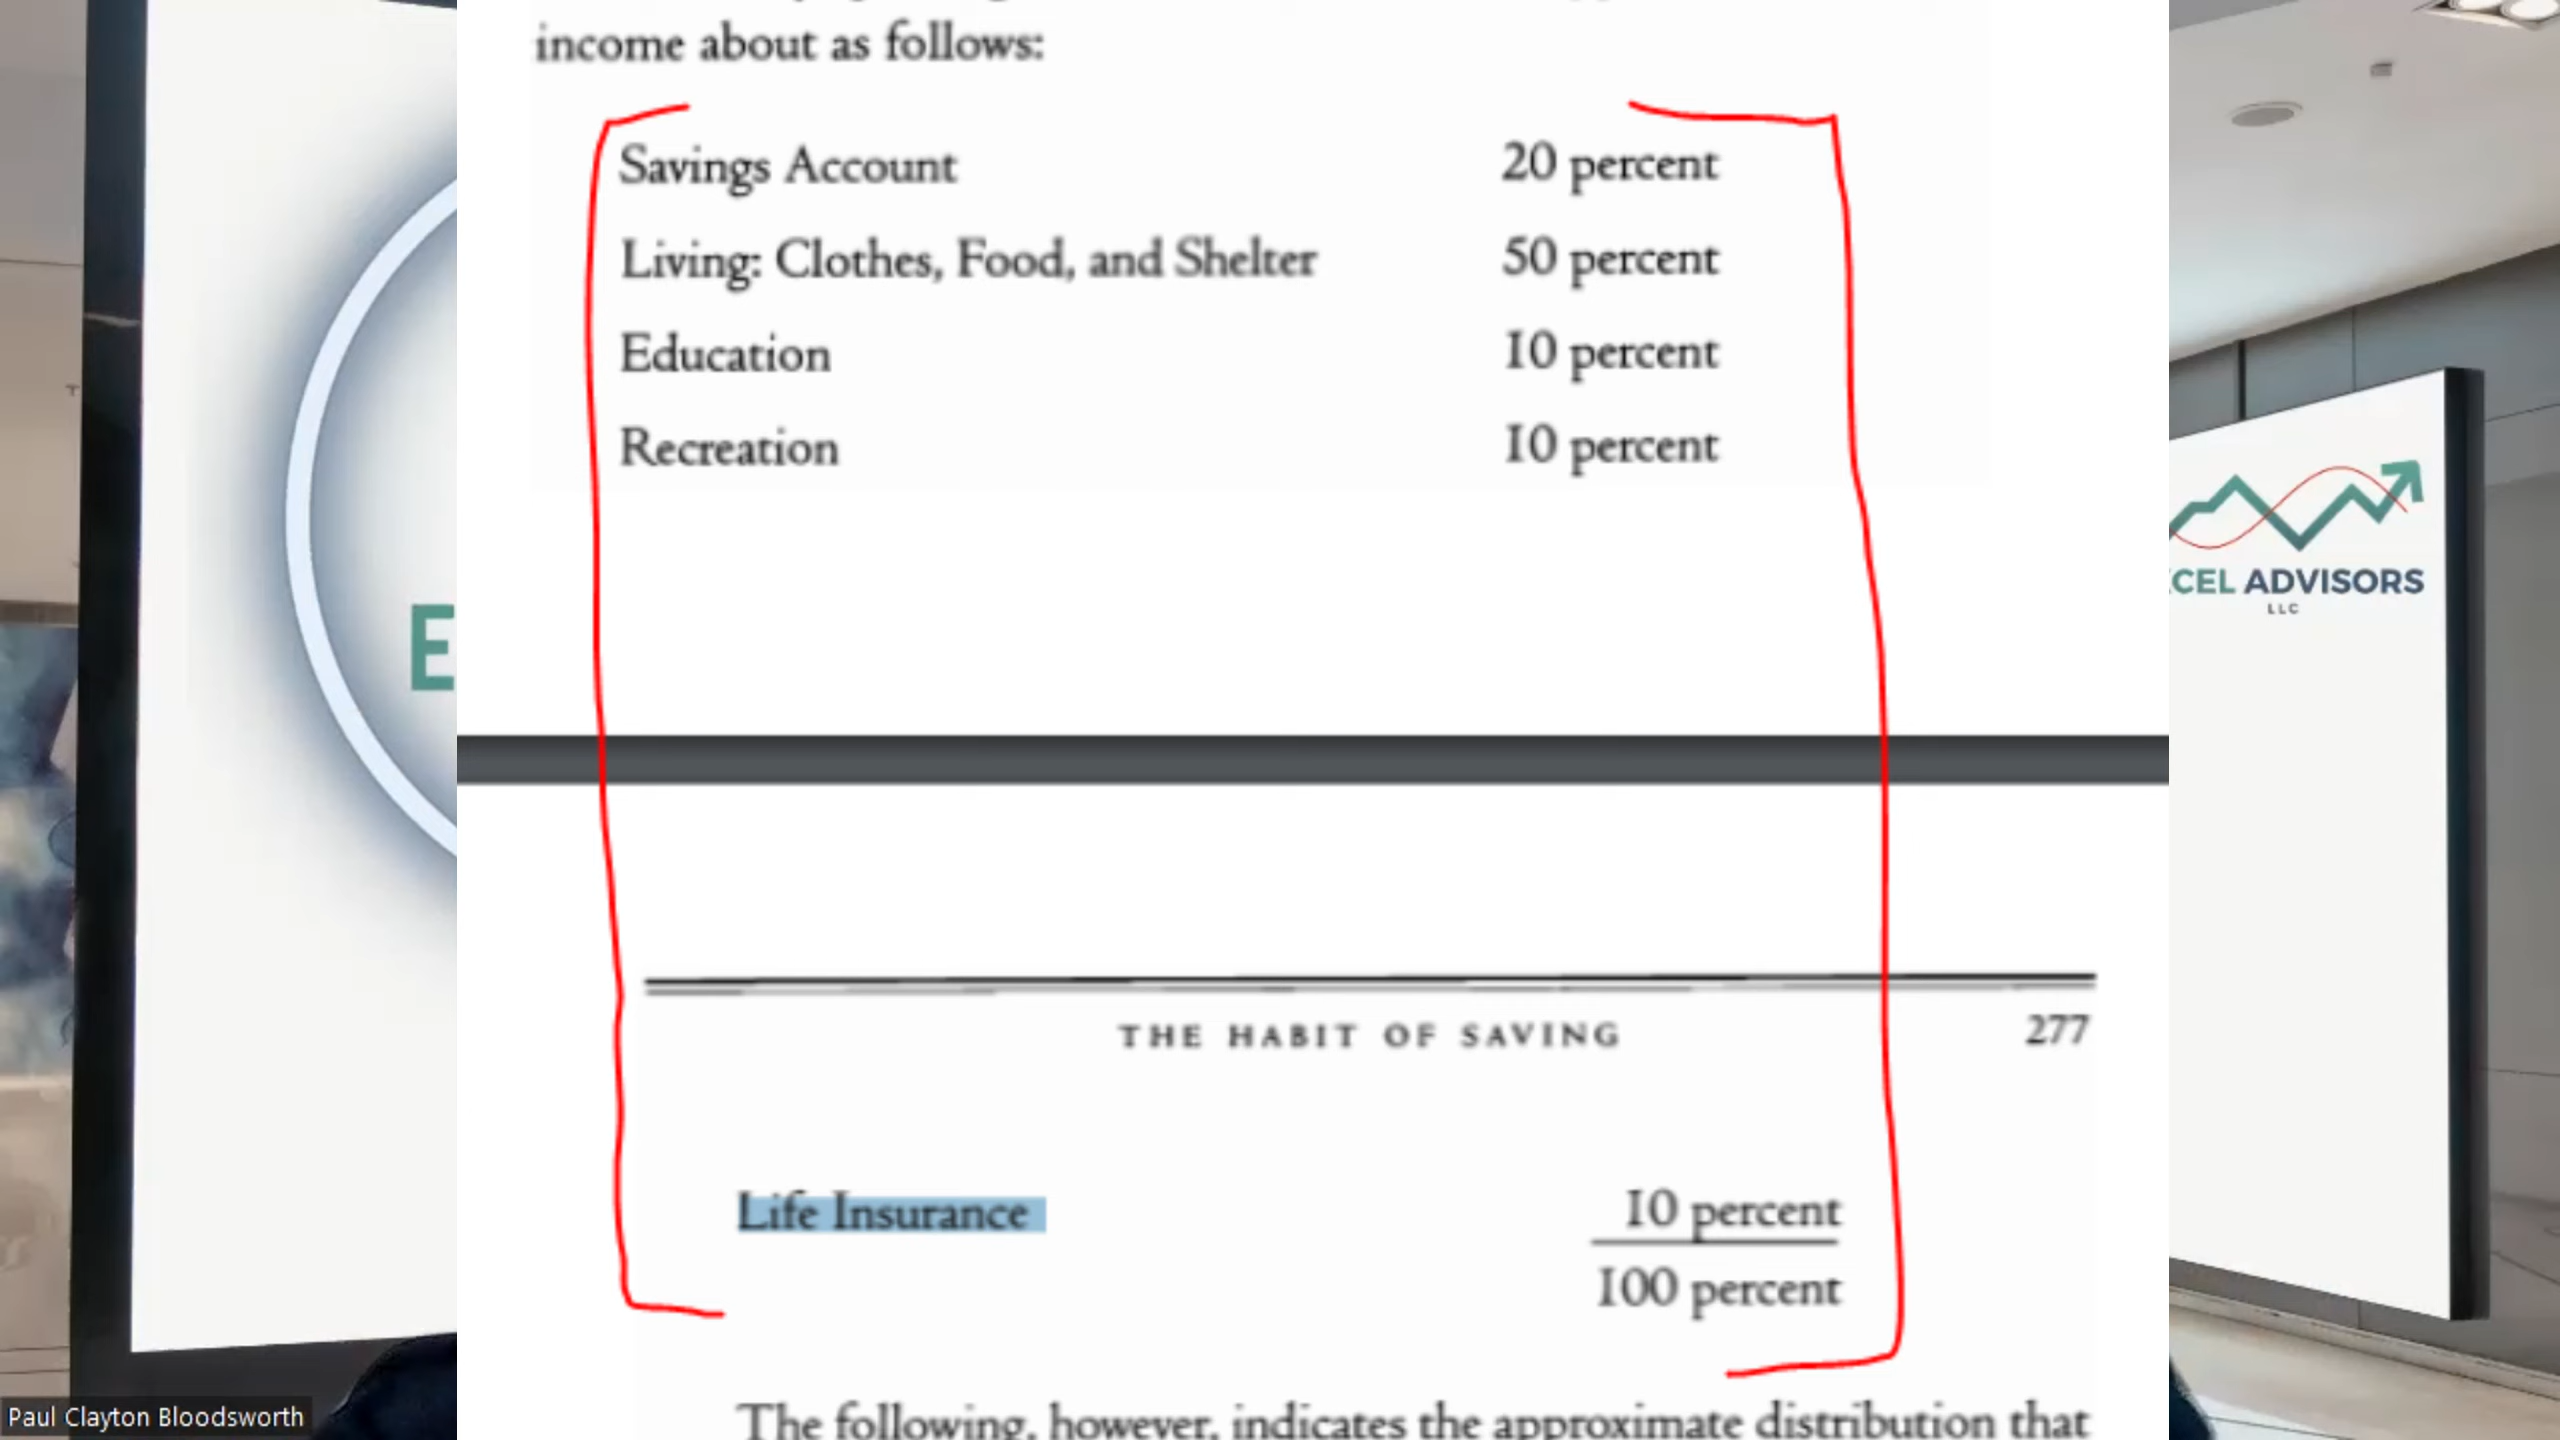 income about as follows:
Savings Account 20 percent
Living: Clothes, Food, and Shelter 50 percent
Education 10 percent
Recreation 10 percent
E
CEL ADVISORS
LLC
THE HABIT OF SAVING 277
Life Insurance 10 percent
100 percent
The following, however, indicates the approximate distribution that
Paul Clayton Bloodsworth